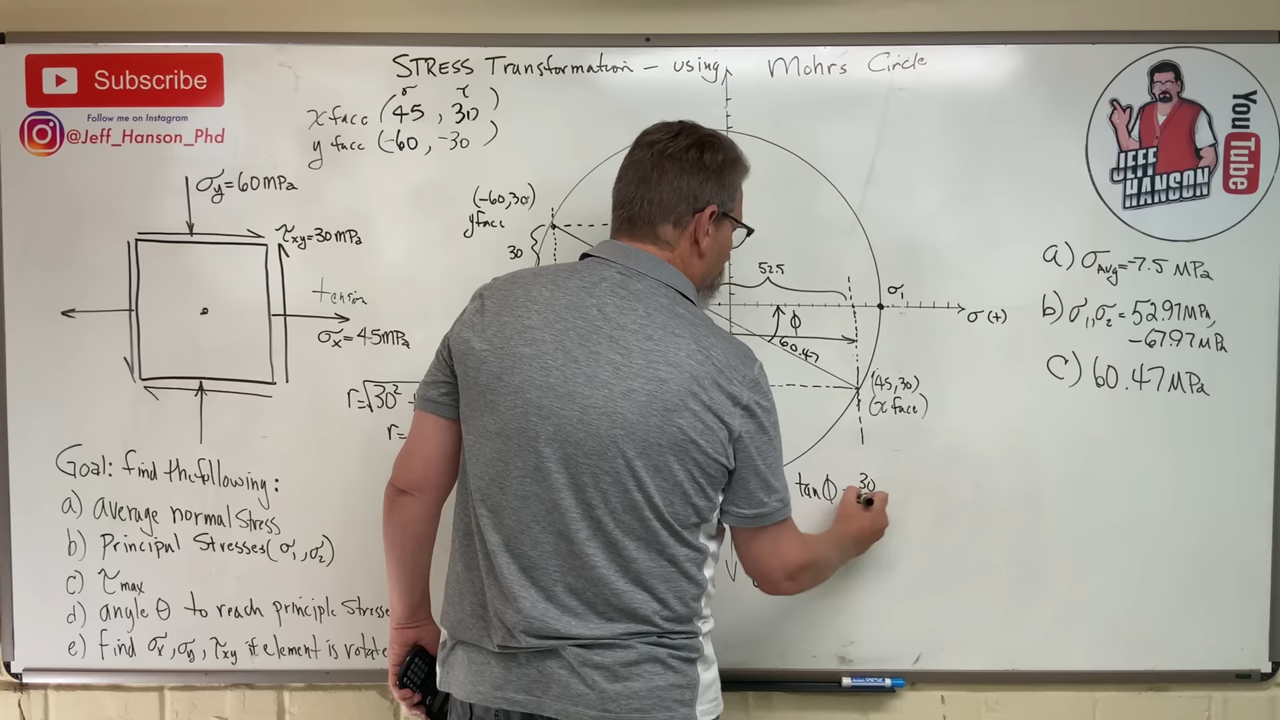 STRESS Transformation - using Mohrs Circle
Subscribe
Follow me on Instagram
@Jeff_Hanson_Phd
σ τ
x face (45, 30)
y face (-60, -30)
σy = 60 MPa
τxy = 30 MPa
tension
σx = 45 MPa
r = √30² +
r =
Goal: find the following:
a) average normal Stress
b) Principal Stresses (σ1, σ2)
c) τmax
d) angle θ to reach principle Stresse
e) find σx, σy, τxy if element is rotate
(-60, 30)
y face
30
52.5
σ1
σ (+)
ϕ
60.47
(45, 30)
(x face)
tan ϕ 30
a) σAvg = -7.5 MPa
b) σ1, σ2 = 52.97 MPa,
-67.97 MPa
c) 60.47 MPa
JEFF
HANSON
YouTube